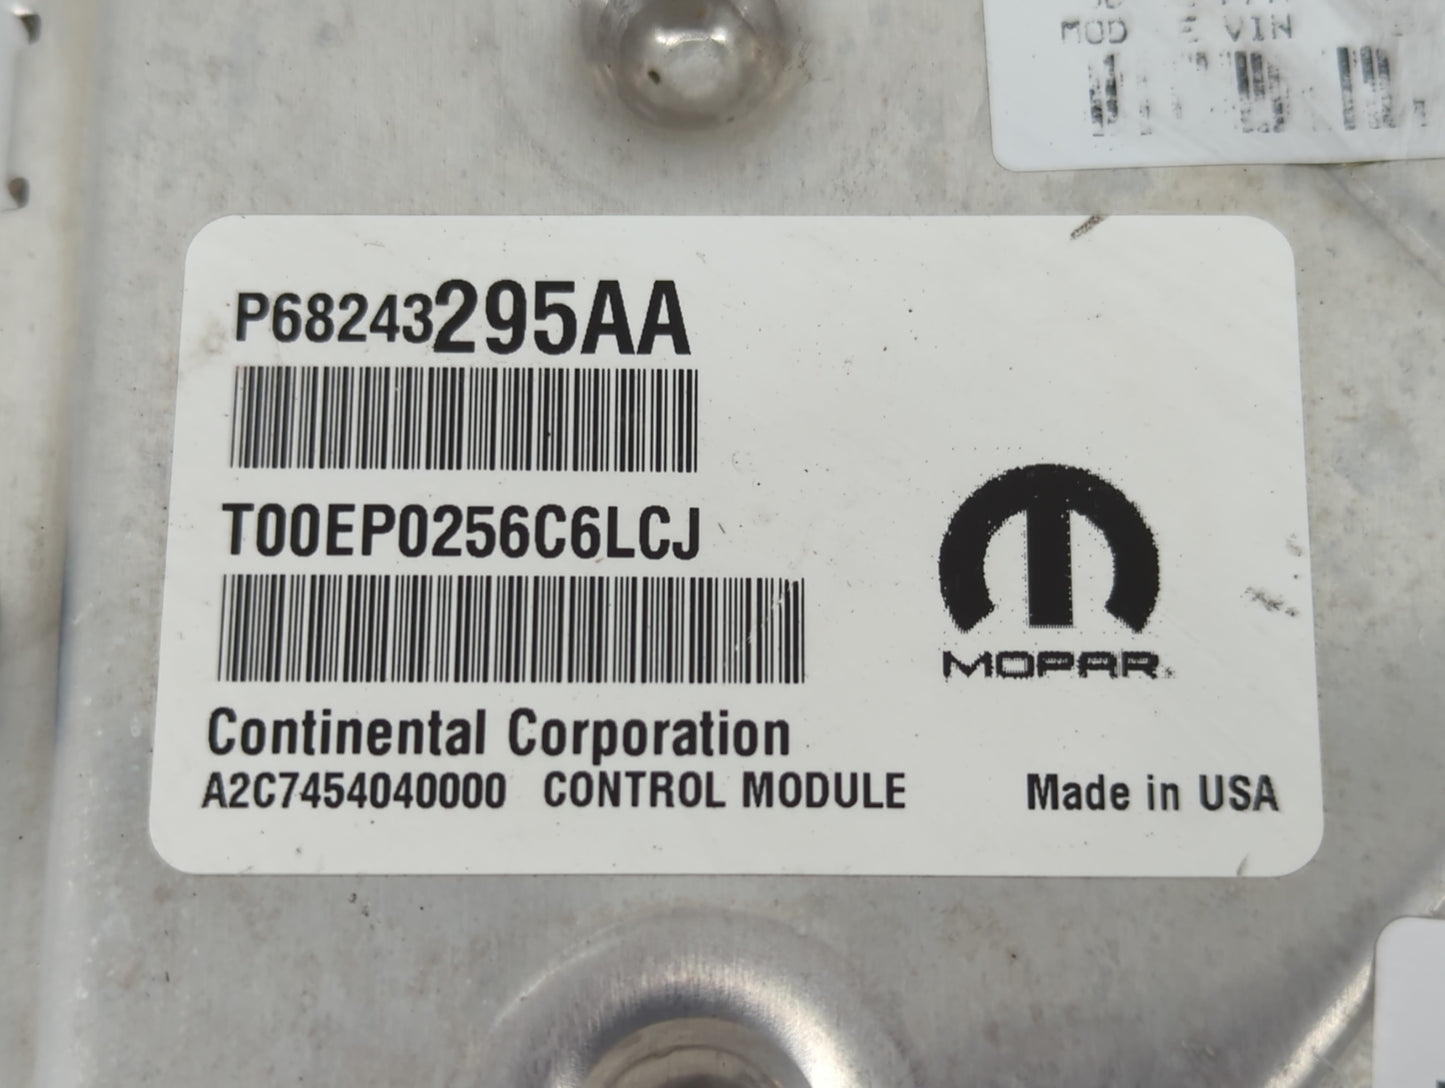 MOD
VIN
P68243295AA
T00EP0256C6LCJ
MOPAR
Continental Corporation
A2C7454040000 CONTROL MODULE
Made in USA